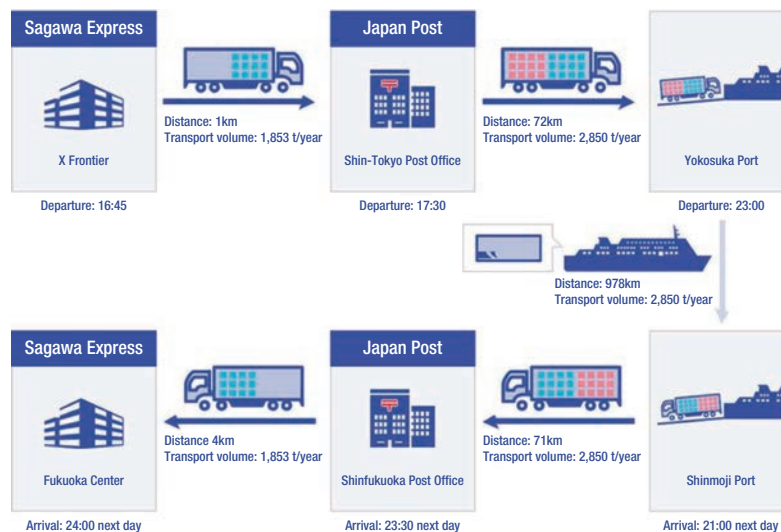 Sagawa Express
Japan Post
Distance: 1km
Transport volume: 1,853 t/year
Distance: 72km
Transport volume: 2,850 t/year
X Frontier
Shin-Tokyo Post Office
Yokosuka Port
Departure: 16:45
Departure: 17:30
Departure: 23:00
Distance: 978km
Transport volume: 2,850 t/year
Sagawa Express
Japan Post
Distance 4km
Transport volume: 1,853 t/year
Distance: 71km
Transport volume: 2,850 t/year
Fukuoka Center
Shinfukuoka Post Office
Shinmoji Port
Arrival: 24:00 next day
Arrival: 23:30 next day
Arrival: 21:00 next day